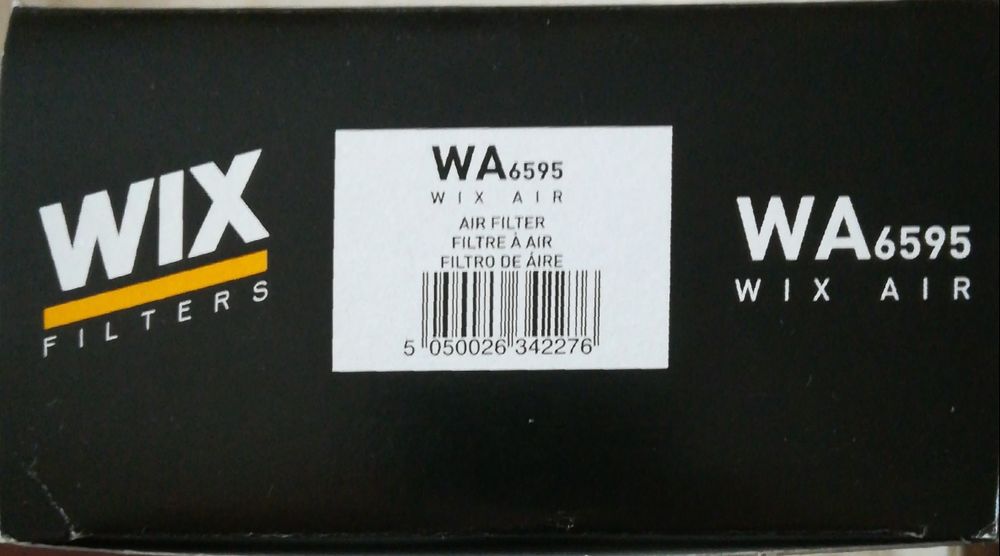 WIX
FILTERS
WA6595
WIX AIR
AIR FILTER
FILTRE À AIR
FILTRO DE ÁIRE
5 050026 342276
WA6595
WIX AIR